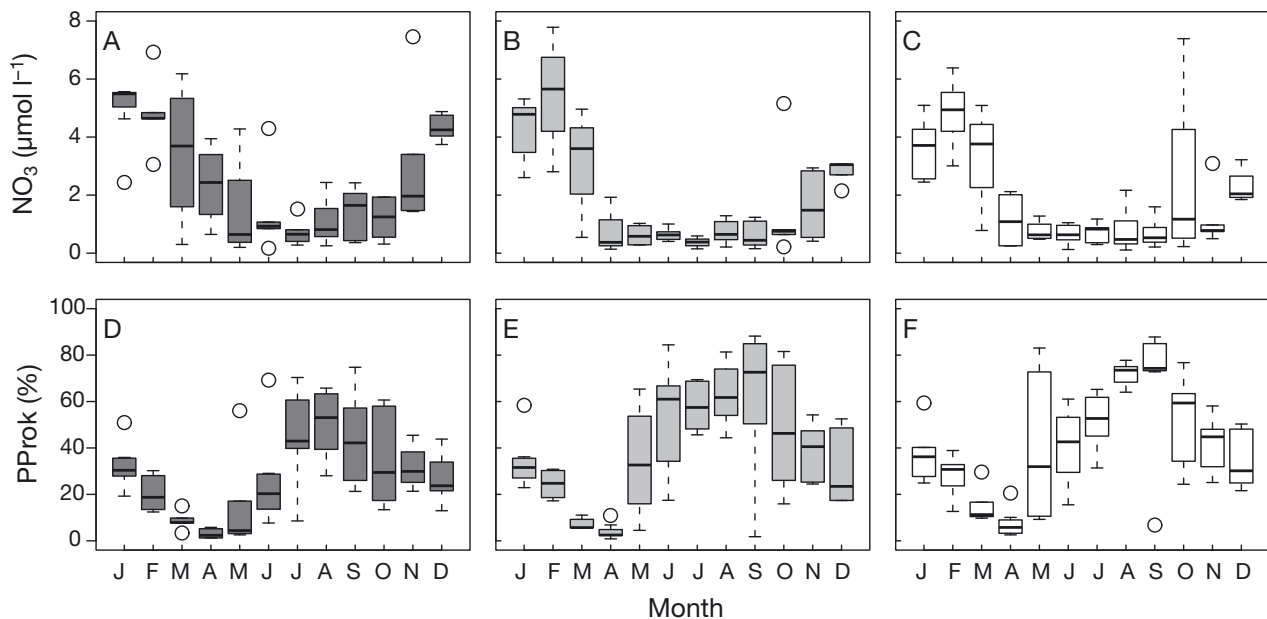 8
6
4
2
0
NO₃ (µmol l⁻¹)
A
B
C
100
80
60
40
20
0
PProk (%)
D
E
F
J F M A M J J A S O N D
J F M A M J J A S O N D
J F M A M J J A S O N D
Month